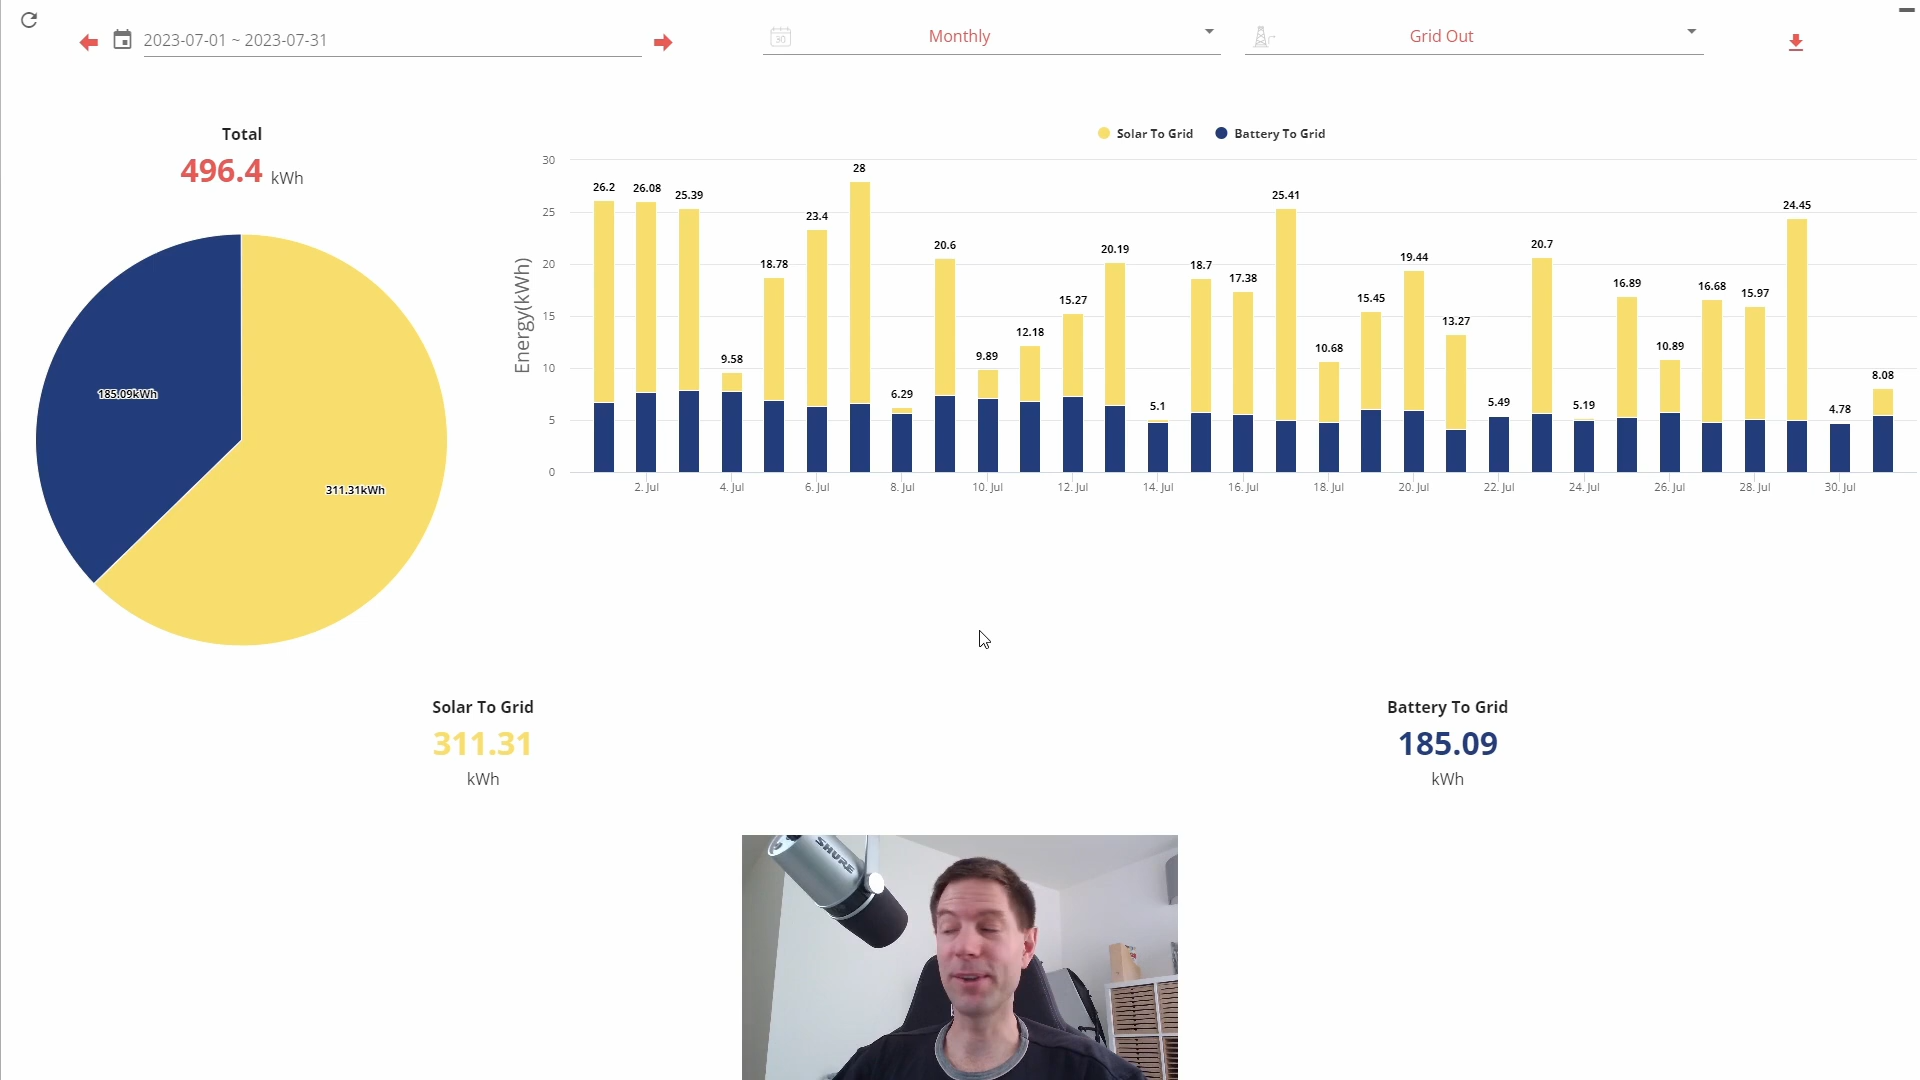 2023-07-01 ~ 2023-07-31
30
Monthly
Grid Out
Total
496.4 kWh
185.09kWh
311.31kWh
Solar To Grid
Battery To Grid
Energy(kWh)
30
25
20
15
10
5
0
26.2
26.08
25.39
9.58
18.78
23.4
28
6.29
20.6
9.89
12.18
15.27
20.19
5.1
18.7
17.38
25.41
10.68
15.45
19.44
13.27
5.49
20.7
5.19
16.89
10.89
16.68
15.97
24.45
4.78
8.08
2. Jul
4. Jul
6. Jul
8. Jul
10. Jul
12. Jul
14. Jul
16. Jul
18. Jul
20. Jul
22. Jul
24. Jul
26. Jul
28. Jul
30. Jul
Solar To Grid
311.31
kWh
Battery To Grid
185.09
kWh
SHURE